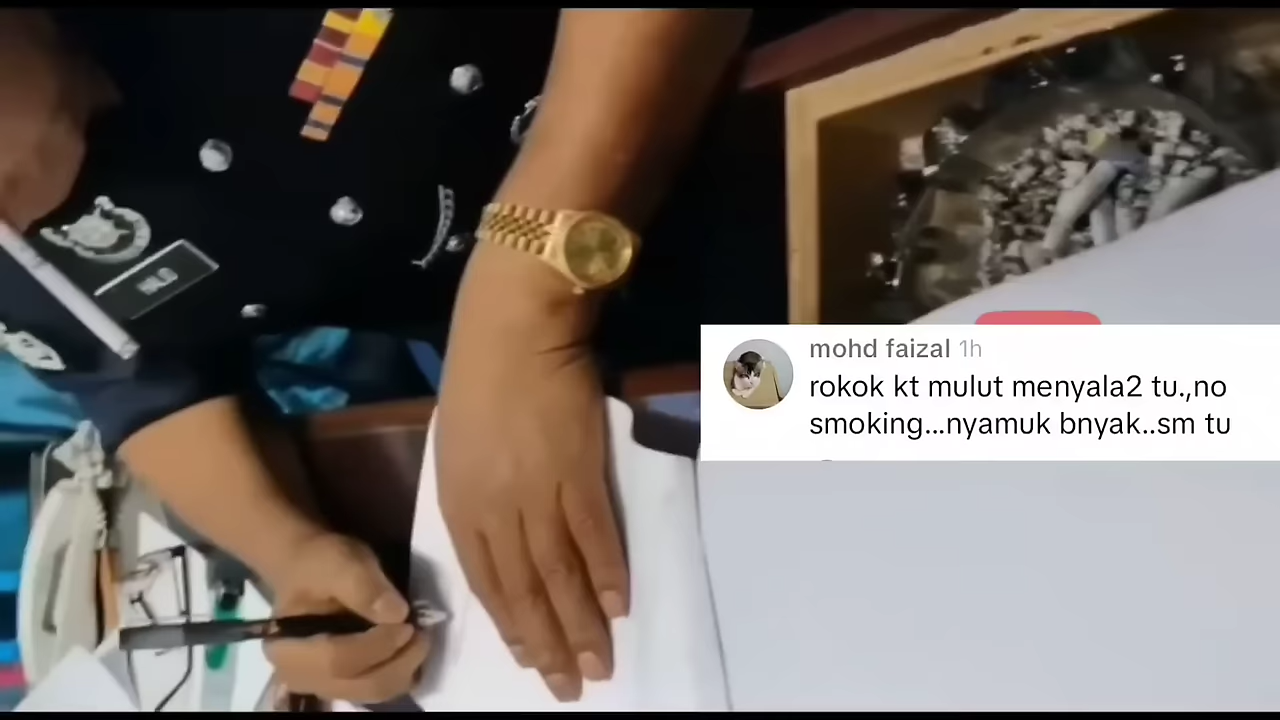 mohd faizal 1h
rokok kt mulut menyala2 tu.,no
smoking...nyamuk bnyak..sm tu